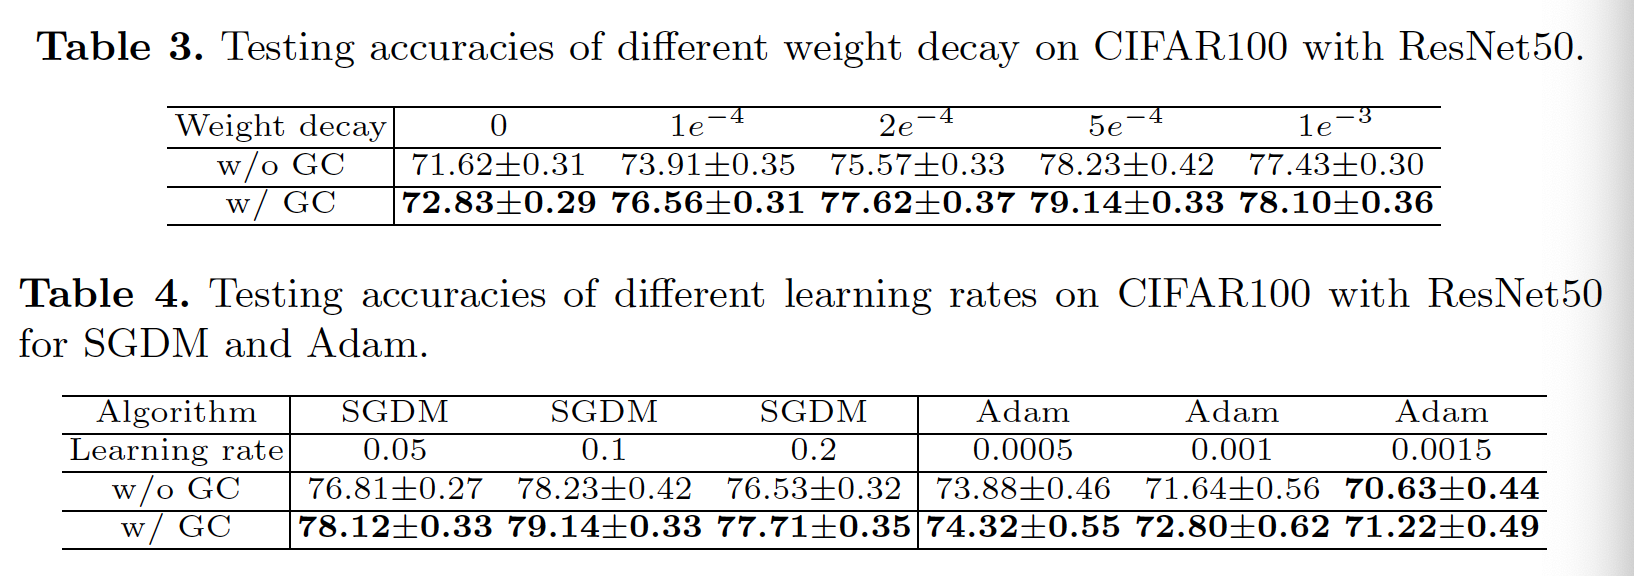 Table 3. Testing accuracies of different weight decay on CIFAR100 with ResNet50.
Weight decay 0 1e−4 2e−4 5e−4 1e−3
w/o GC 71.62±0.31 73.91±0.35 75.57±0.33 78.23±0.42 77.43±0.30
w/ GC 72.83±0.29 76.56±0.31 77.62±0.37 79.14±0.33 78.10±0.36
Table 4. Testing accuracies of different learning rates on CIFAR100 with ResNet50
for SGDM and Adam.
Algorithm SGDM SGDM SGDM Adam Adam Adam
Learning rate 0.05 0.1 0.2 0.0005 0.001 0.0015
w/o GC 76.81±0.27 78.23±0.42 76.53±0.32 73.88±0.46 71.64±0.56 70.63±0.44
w/ GC 78.12±0.33 79.14±0.33 77.71±0.35 74.32±0.55 72.80±0.62 71.22±0.49